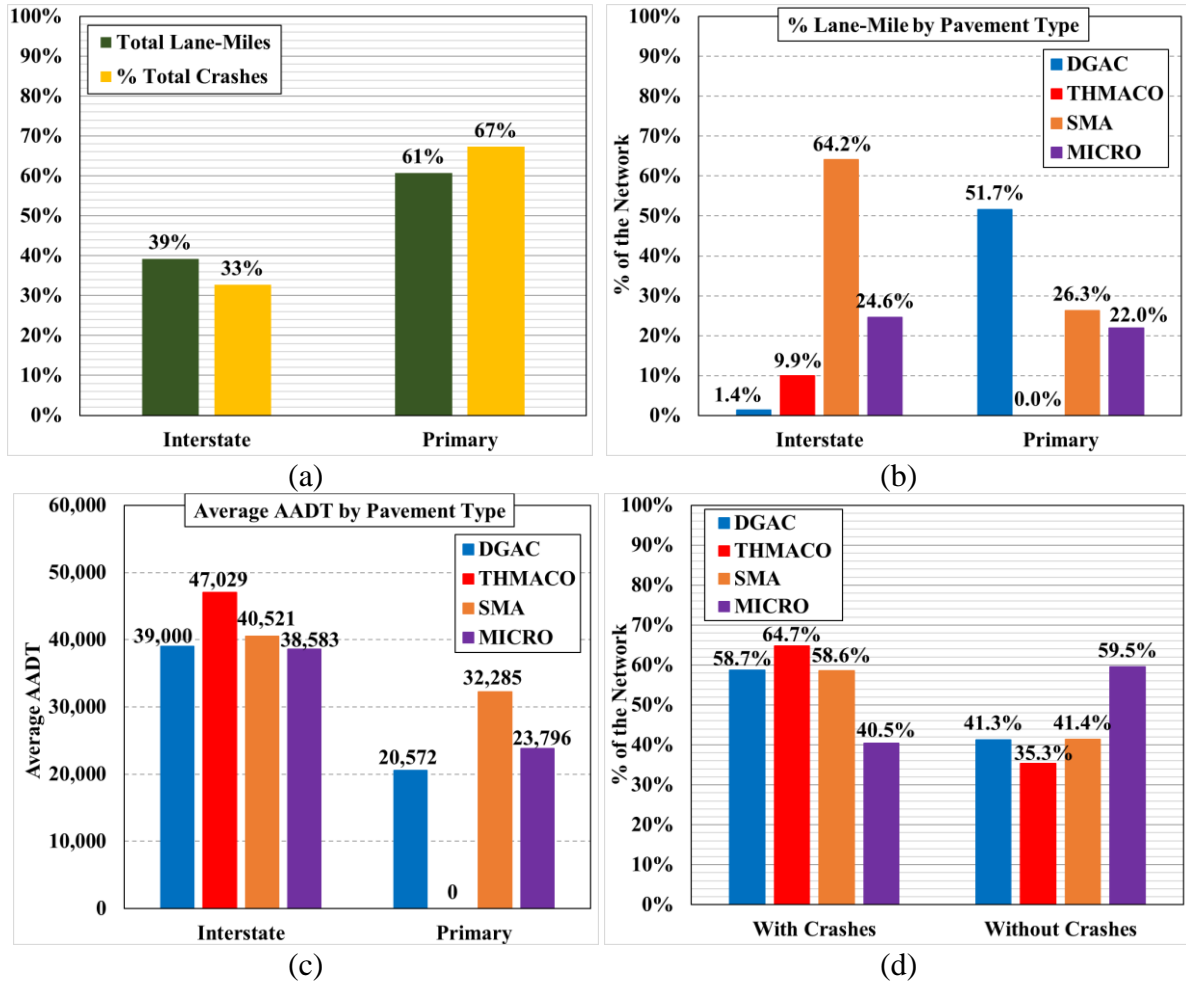 100%
90%
80%
70%
60%
50%
40%
30%
20%
10%
0%
Total Lane-Miles
% Total Crashes
39%
33%
61%
67%
Interstate
Primary
(a)
% Lane-Mile by Pavement Type
% of the Network
100%
90%
80%
70%
60%
50%
40%
30%
20%
10%
0%
DGAC
THMACO
SMA
MICRO
1.4%
9.9%
64.2%
24.6%
51.7%
0.0%
26.3%
22.0%
Interstate
Primary
(b)
Average AADT by Pavement Type
Average AADT
60,000
50,000
40,000
30,000
20,000
10,000
0
DGAC
THMACO
SMA
MICRO
39,000
47,029
40,521
38,583
20,572
0
32,285
23,796
Interstate
Primary
(c)
% of the Network
100%
90%
80%
70%
60%
50%
40%
30%
20%
10%
0%
DGAC
THMACO
SMA
MICRO
58.7%
64.7%
58.6%
40.5%
41.3%
35.3%
41.4%
59.5%
With Crashes
Without Crashes
(d)